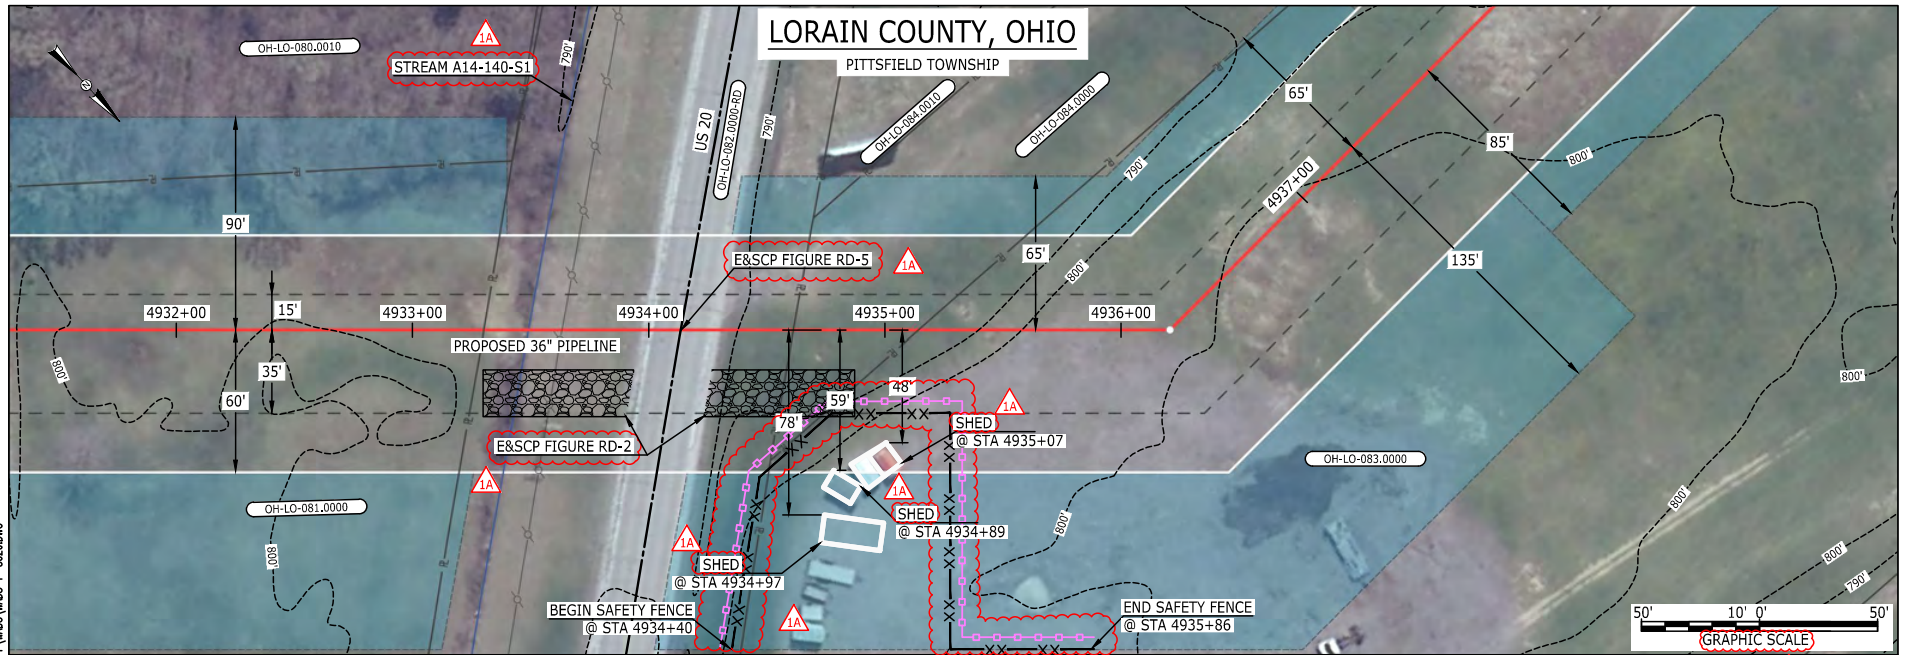 LORAIN COUNTY, OHIO
PITTSFIELD TOWNSHIP
OH-LO-080.0010
1A
STREAM A14-140-S1
790'
N
US 20
OH-LO-082.0000-RD
790'
OH-LO-084.0010
OH-LO-084.0000
790'
65'
85'
800'
4937+00
135'
90'
65'
800'
E&SCP FIGURE RD-5
1A
15'
4932+00
4933+00
4934+00
4935+00
4936+00
PROPOSED 36" PIPELINE
35'
60'
800'
48'
59'
78'
1A
SHED
@ STA 4935+07
E&SCP FIGURE RD-2
1A
800'
OH-LO-083.0000
OH-LO-081.0000
1A
SHED
@ STA 4934+89
800'
800'
800'
1A
SHED
@ STA 4934+97
800'
790'
BEGIN SAFETY FENCE
@ STA 4934+40
1A
END SAFETY FENCE
@ STA 4935+86
50' 10' 0' 50'
GRAPHIC SCALE